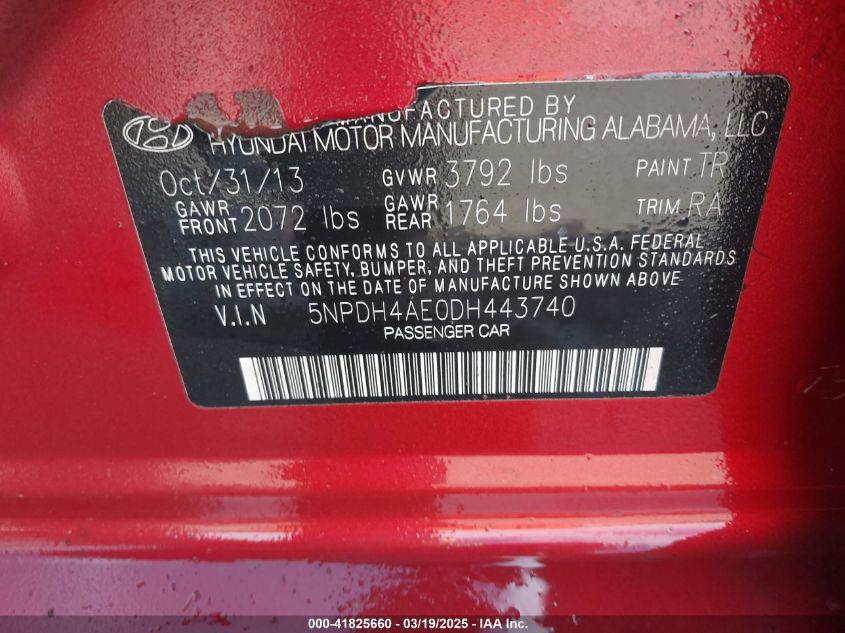 MANUFACTURED BY
HYUNDAI MOTOR MANUFACTURING ALABAMA, LLC
Oct/31/13 GVWR 3792 lbs PAINT TR
GAWR FRONT 2072 lbs GAWR REAR 1764 lbs TRIM RA
THIS VEHICLE CONFORMS TO ALL APPLICABLE U.S.A. FEDERAL
MOTOR VEHICLE SAFETY, BUMPER, AND THEFT PREVENTION STANDARDS
IN EFFECT ON THE DATE OF MANUFACTURE SHOWN ABOVE.
V.I.N 5NPDH4AE0DH443740
PASSENGER CAR
000-41825660 - 03/19/2025 - IAA Inc.